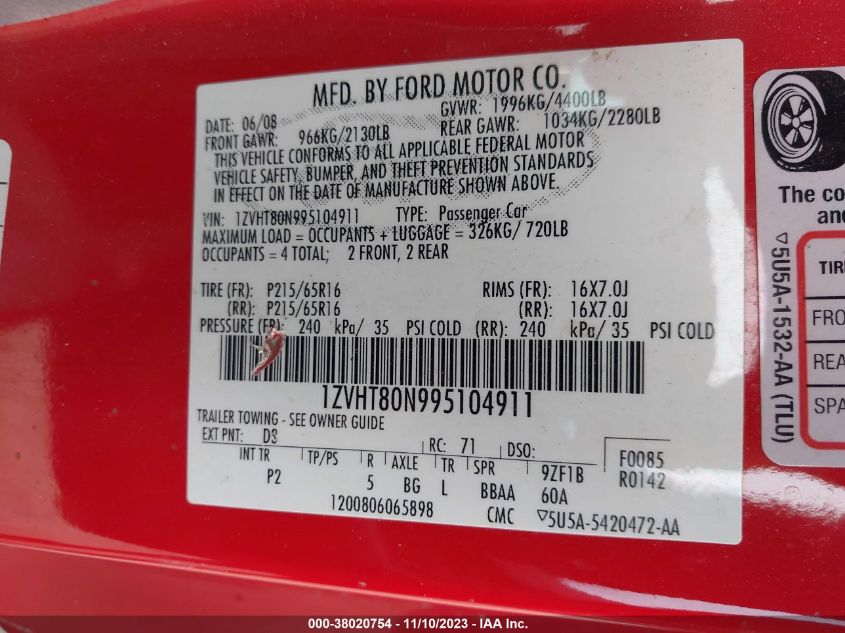 MFD. BY FORD MOTOR CO.
DATE: 06/08 GVWR: 1996KG/4400LB
FRONT GAWR: 966KG/2130LB REAR GAWR: 1034KG/2280LB
THIS VEHICLE CONFORMS TO ALL APPLICABLE FEDERAL MOTOR
VEHICLE SAFETY, BUMPER, AND THEFT PREVENTION STANDARDS
IN EFFECT ON THE DATE OF MANUFACTURE SHOWN ABOVE.
VIN: 1ZVHT80N995104911 TYPE: Passenger Car
MAXIMUM LOAD = OCCUPANTS + LUGGAGE = 326KG/ 720LB
OCCUPANTS = 4 TOTAL; 2 FRONT, 2 REAR
TIRE (FR): P215/65R16 RIMS (FR): 16X7.0J
(RR): P215/65R16 (RR): 16X7.0J
PRESSURE (FR): 240 kPa/ 35 PSI COLD (RR): 240 kPa/ 35 PSI COLD
1ZVHT80N995104911
TRAILER TOWING - SEE OWNER GUIDE
EXT PNT: D3 RC: 71 DSO: F0085
INT TR TP/PS R AXLE TR SPR 9ZF1B R0142
P2 5 BG L BBAA 60A
1200806065898 CMC ▽5U5A-5420472-AA
The co
an
TIR
FRO
REA
SPA
▽5U5A-1532-AA (TLU)
000-38020754 - 11/10/2023 - IAA Inc.